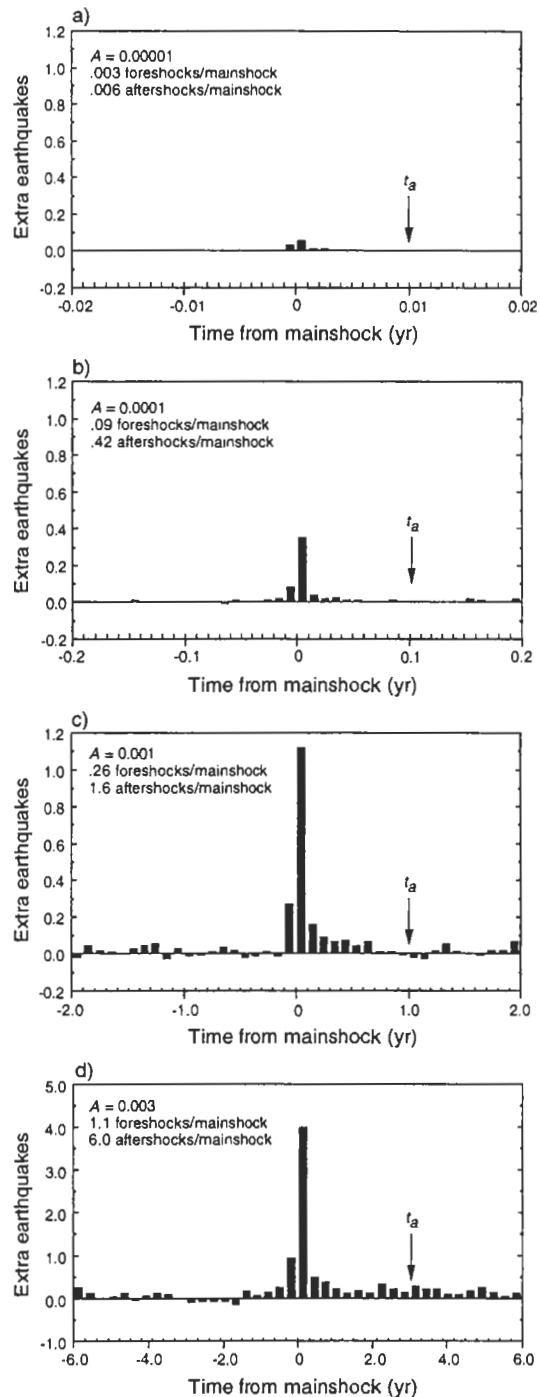 a)
A = 0.00001
.003 foreshocks/mainshock
.006 aftershocks/mainshock
Extra earthquakes
1.2
1.0
0.8
0.6
0.4
0.2
0.0
-0.2
ta
-0.02
-0.01
0
0.01
0.02
Time from mainshock (yr)
b)
A = 0.0001
.09 foreshocks/mainshock
.42 aftershocks/mainshock
Extra earthquakes
1.2
1.0
0.8
0.6
0.4
0.2
0.0
-0.2
ta
-0.2
-0.1
0
0.1
0.2
Time from mainshock (yr)
c)
A = 0.001
.26 foreshocks/mainshock
1.6 aftershocks/mainshock
Extra earthquakes
1.2
1.0
0.8
0.6
0.4
0.2
0.0
-0.2
ta
-2.0
-1.0
0
1.0
2.0
Time from mainshock (yr)
d)
A = 0.003
1.1 foreshocks/mainshock
6.0 aftershocks/mainshock
Extra earthquakes
5.0
4.0
3.0
2.0
1.0
0.0
-1.0
ta
-6.0
-4.0
-2.0
0
2.0
4.0
6.0
Time from mainshock (yr)